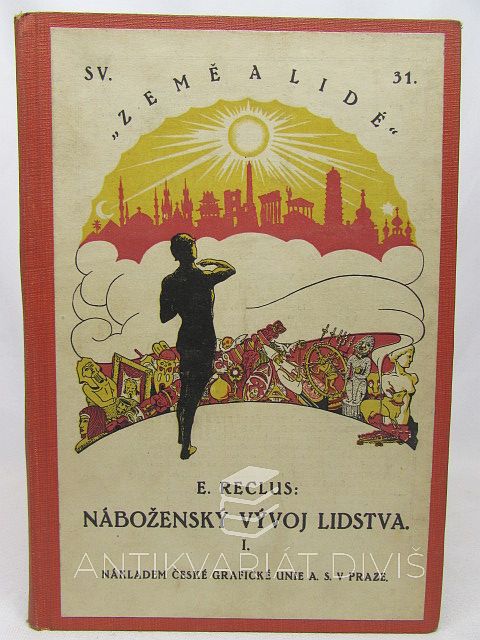 SV. 31.
„ZEMĚ A LIDÉ“
E. RECLUS:
NÁBOŽENSKÝ VÝVOJ LIDSTVA.
I.
ANTIKVARIÁT DIVIŠ
NÁKLADEM ČESKÉ GRAFICKÉ UNIE A. S. V PRAZE.